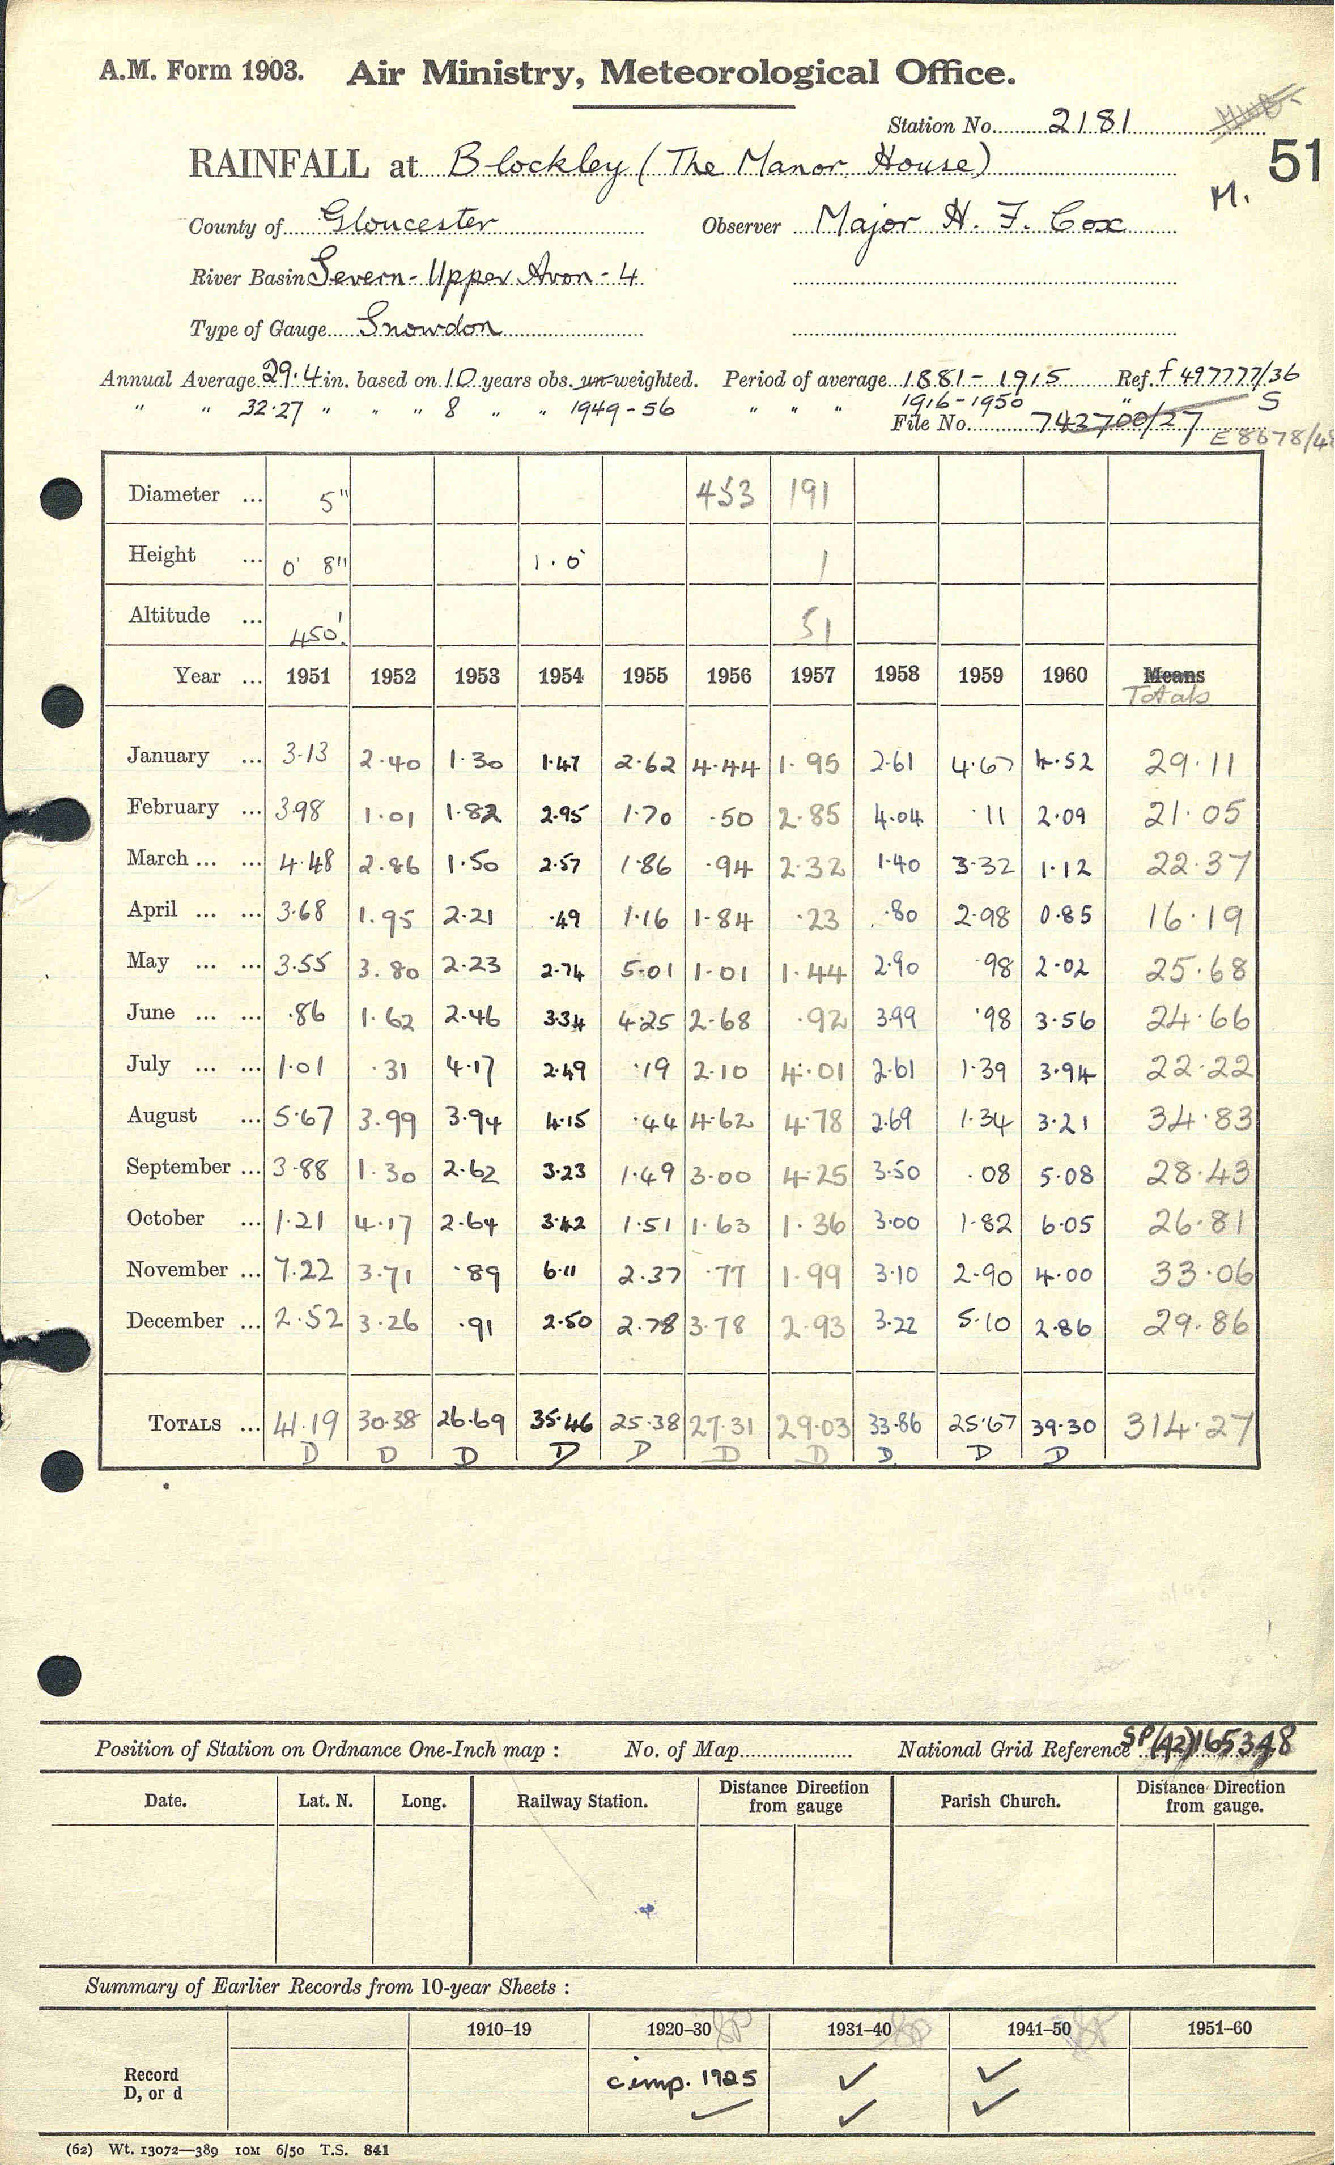 A.M. Form 1903. Air Ministry, Meteorological Office.
Station No. 2181
RAINFALL at Blockley (The Manor House) 51
M.
County of Gloucester Observer Major H. F. Cox
River Basin Severn - Upper Avon - 4
Type of Gauge Snowdon
Annual Average 29.4 in. based on 10 years obs. un-weighted. Period of average 1881 - 1915 Ref. f 497777/36
" " 32.27 " " " 8 " " 1949-56 " " " 1916-1950 " S
File No. 743700/27 E 8678/48
Diameter ... 5" 453 191
Height ... 0' 8" 1.0' 1
Altitude ... 450' 51
Year ... 1951 1952 1953 1954 1955 1956 1957 1958 1959 1960 Means
Totals
January ... 3.13 2.40 1.30 1.47 2.62 4.44 1.95 2.61 4.67 4.52 29.11
February ... 3.98 1.01 1.82 2.95 1.70 .50 2.85 4.04 .11 2.09 21.05
March ... ... 4.48 2.86 1.50 2.57 1.86 .94 2.32 1.40 3.32 1.12 22.37
April ... ... 3.68 1.95 2.21 .49 1.16 1.84 .23 .80 2.98 0.85 16.19
May ... ... 3.55 3.80 2.23 2.74 5.01 1.01 1.44 2.90 .98 2.02 25.68
June ... ... .86 1.62 2.46 3.34 4.25 2.68 .92 3.99 .98 3.56 24.66
July ... ... 1.01 .31 4.17 2.49 .19 2.10 4.01 2.61 1.39 3.94 22.22
August ... 5.67 3.99 3.94 4.15 .44 4.62 4.78 2.69 1.34 3.21 34.83
September ... 3.88 1.30 2.62 3.23 1.49 3.00 4.25 3.50 .08 5.08 28.43
October ... 1.21 4.17 2.64 3.42 1.51 1.63 1.36 3.00 1.82 6.05 26.81
November ... 7.22 3.71 .89 6.11 2.37 .77 1.99 3.10 2.90 4.00 33.06
December ... 2.52 3.26 .91 2.50 2.78 3.78 2.93 3.22 5.10 2.86 29.86
TOTALS ... 41.19 30.38 26.69 35.46 25.38 27.31 29.03 33.86 25.67 39.30 314.27
D D D D D D D D D D
Position of Station on Ordnance One-Inch map : No. of Map National Grid Reference SP(42)165348
Date. Lat. N. Long. Railway Station. Distance Direction from gauge Parish Church. Distance Direction from gauge.
Summary of Earlier Records from 10-year Sheets :
1910-19 1920-30 1931-40 1941-50 1951-60
Record
D, or d
comp. 1925 ✓ ✓
✓ ✓ ✓
(62) Wt. 13072—389 10M 6/50 T.S. 841